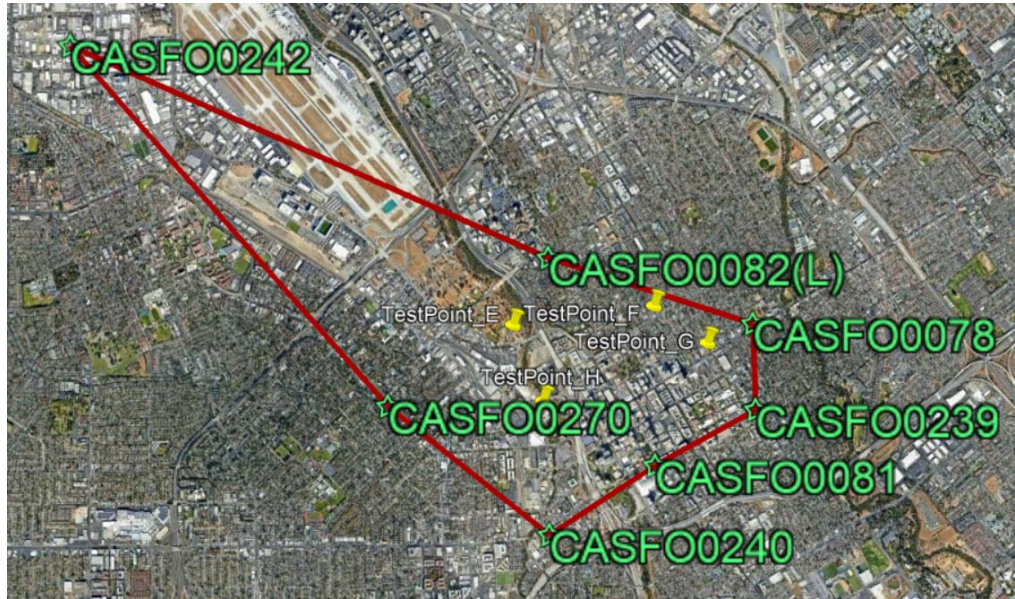 CASFO0242
CASFO0082(L)
TestPoint_E
TestPoint_F
CASFO0078
TestPoint_G
TestPoint_H
CASFO0270
CASFO0239
CASFO0081
CASFO0240